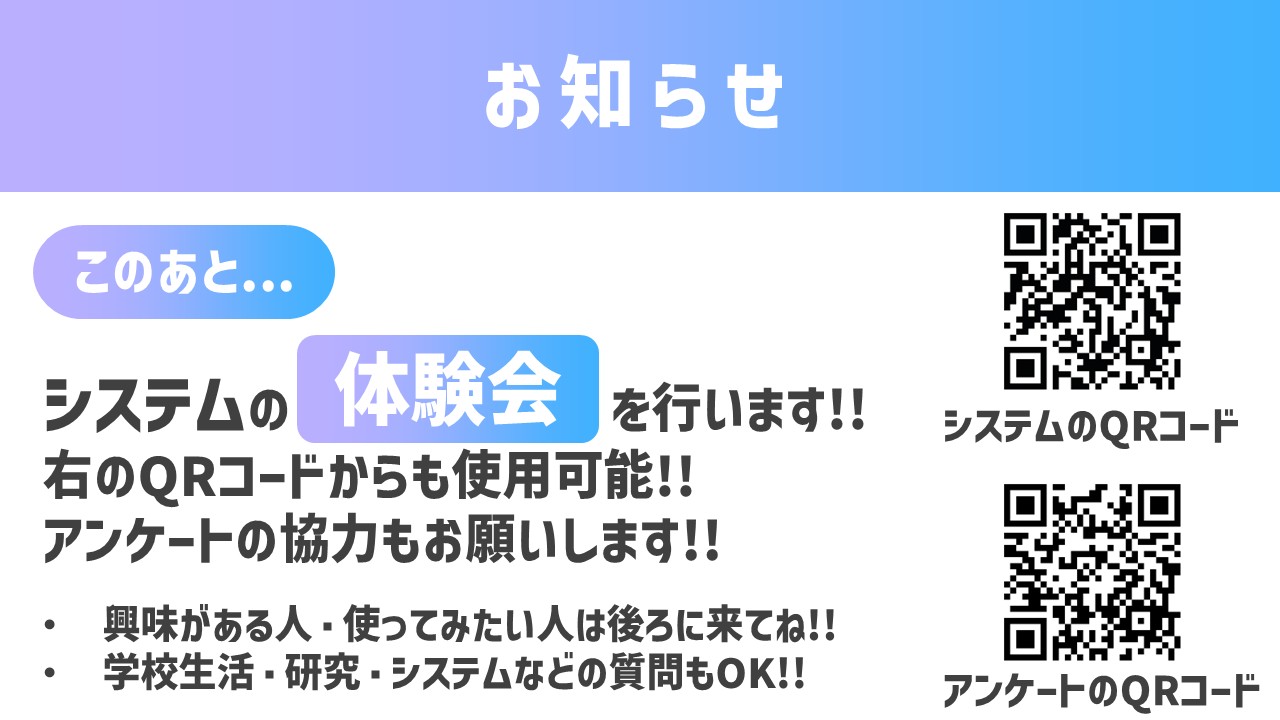 お知らせ
このあと...
システムの 体験会 を行います!!
右のQRコードからも使用可能!!
アンケートの協力もお願いします!!
• 興味がある人・使ってみたい人は後ろに来てね!!
• 学校生活・研究・システムなどの質問もOK!!
システムのQRコード
アンケートのQRコード